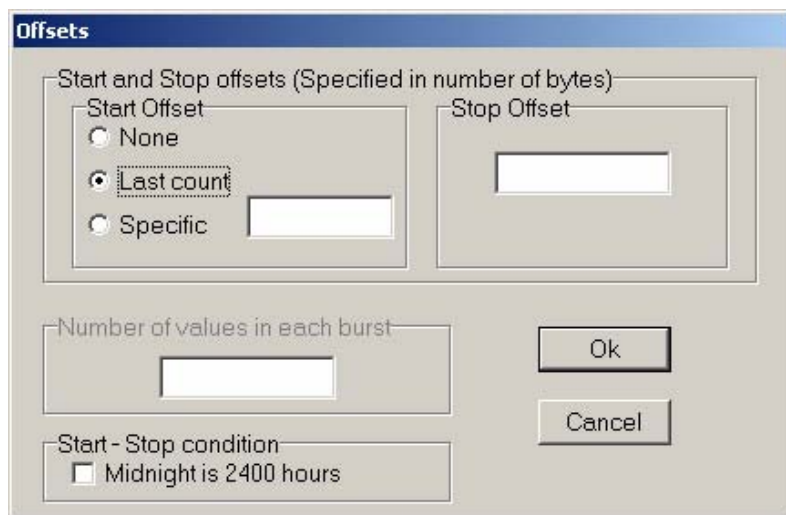 Offsets
Start and Stop offsets (Specified in number of bytes)
Start Offset
None
Last count
Specific
Stop Offset
Number of values in each burst
Ok
Cancel
Start - Stop condition
Midnight is 2400 hours